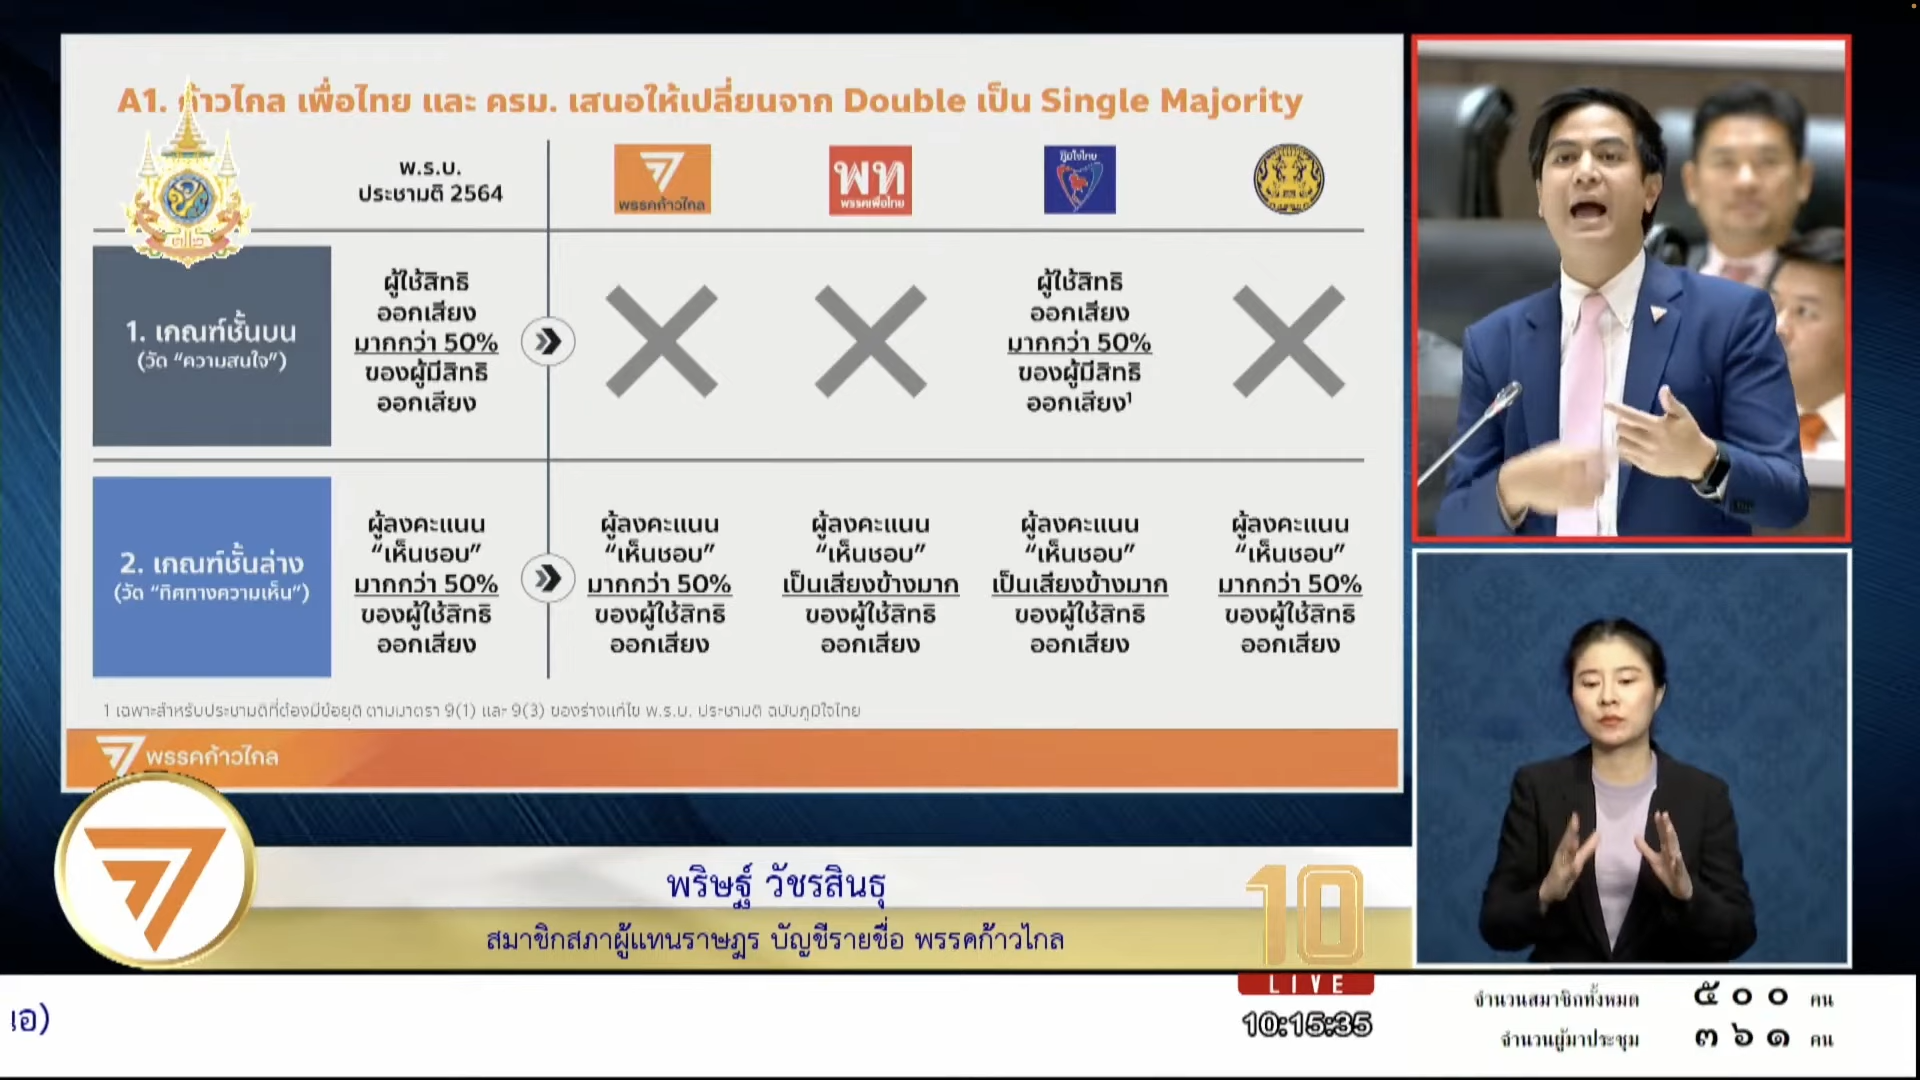 A1. ก้าวไกล เพื่อไทย และ ครม. เสนอให้เปลี่ยนจาก Double เป็น Single Majority
พ.ร.บ.
ประชามติ 2564
พรรคก้าวไกล
พท
พรรคเพื่อไทย
ภูมิใจไทย
1. เกณฑ์ชั้นบน
(วัด “ความสนใจ”)
ผู้ใช้สิทธิ
ออกเสียง
มากกว่า 50%
ของผู้มีสิทธิ
ออกเสียง
ผู้ใช้สิทธิ
ออกเสียง
มากกว่า 50%
ของผู้มีสิทธิ
ออกเสียง¹
2. เกณฑ์ชั้นล่าง
(วัด “ทิศทางความเห็น”)
ผู้ลงคะแนน
“เห็นชอบ”
มากกว่า 50%
ของผู้ใช้สิทธิ
ออกเสียง
ผู้ลงคะแนน
“เห็นชอบ”
มากกว่า 50%
ของผู้ใช้สิทธิ
ออกเสียง
ผู้ลงคะแนน
“เห็นชอบ”
เป็นเสียงข้างมาก
ของผู้ใช้สิทธิ
ออกเสียง
ผู้ลงคะแนน
“เห็นชอบ”
เป็นเสียงข้างมาก
ของผู้ใช้สิทธิ
ออกเสียง
ผู้ลงคะแนน
“เห็นชอบ”
มากกว่า 50%
ของผู้ใช้สิทธิ
ออกเสียง
1 เฉพาะสำหรับประชามติที่ต้องมีข้อยุติ ตามมาตรา 9(1) และ 9(3) ของร่างแก้ไข พ.ร.บ. ประชามติ ฉบับภูมิใจไทย
พรรคก้าวไกล
พริษฐ์ วัชรสินธุ
สมาชิกสภาผู้แทนราษฎร บัญชีรายชื่อ พรรคก้าวไกล
10
LIVE
10:15:35
นอ)
จำนวนสมาชิกทั้งหมด ๕๐๐ คน
จำนวนผู้มาประชุม ๓๖๑ คน